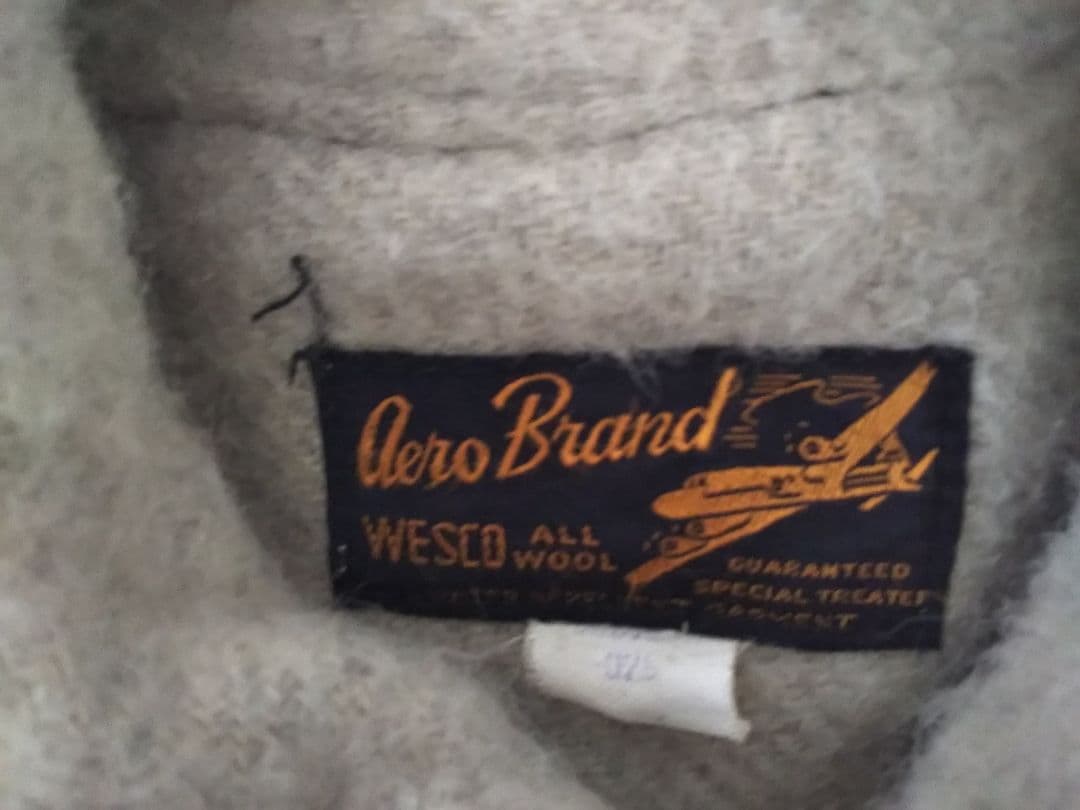 Aero Brand
WESCO ALL WOOL
GUARANTEED
SPECIAL TREATED
GARMENT